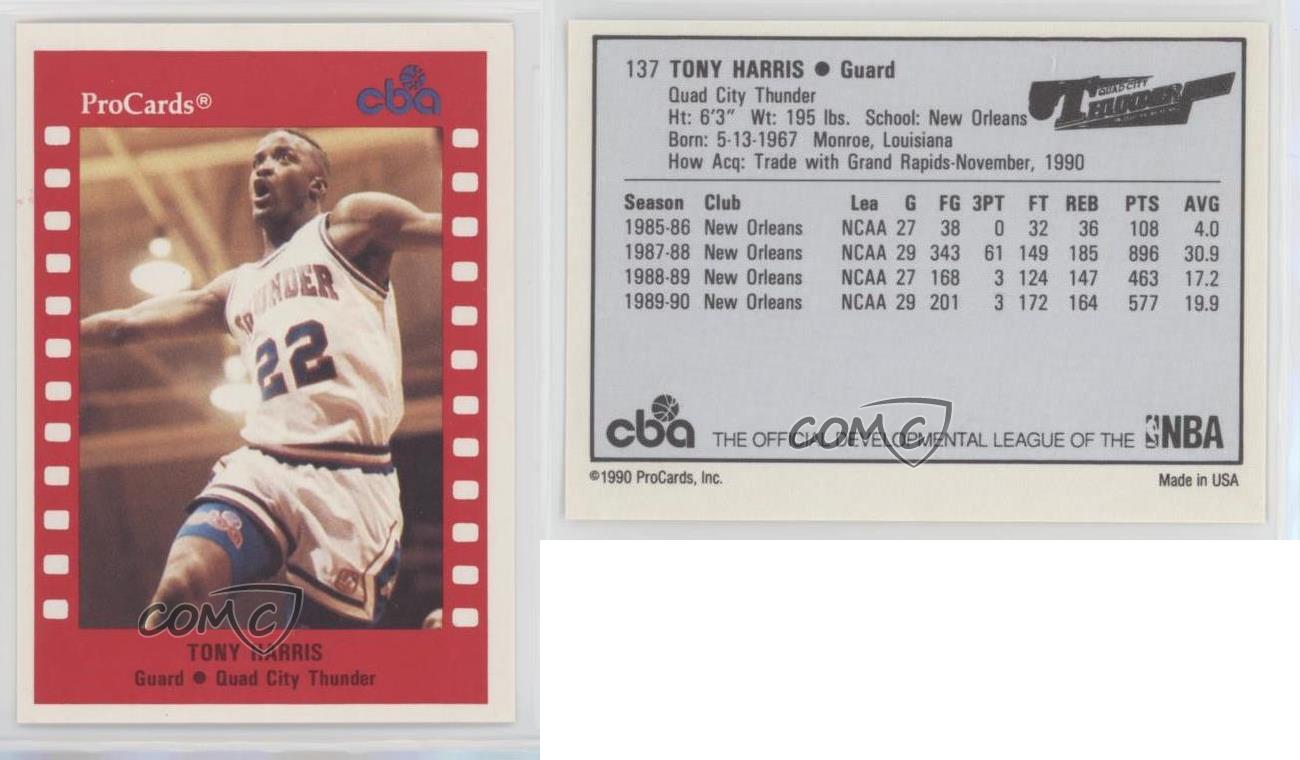 ProCards®
cba
THUNDER
22
COMC
TONY HARRIS
Guard ● Quad City Thunder
137 TONY HARRIS ● Guard
Quad City Thunder
Ht: 6'3" Wt: 195 lbs. School: New Orleans
Born: 5-13-1967 Monroe, Louisiana
How Acq: Trade with Grand Rapids-November, 1990
QUAD CITY
THUNDER
Season Club Lea G FG 3PT FT REB PTS AVG
1985-86 New Orleans NCAA 27 38 0 32 36 108 4.0
1987-88 New Orleans NCAA 29 343 61 149 185 896 30.9
1988-89 New Orleans NCAA 27 168 3 124 147 463 17.2
1989-90 New Orleans NCAA 29 201 3 172 164 577 19.9
cba THE OFFICIAL DEVELOPMENTAL LEAGUE OF THE NBA
COMC
©1990 ProCards, Inc. Made in USA